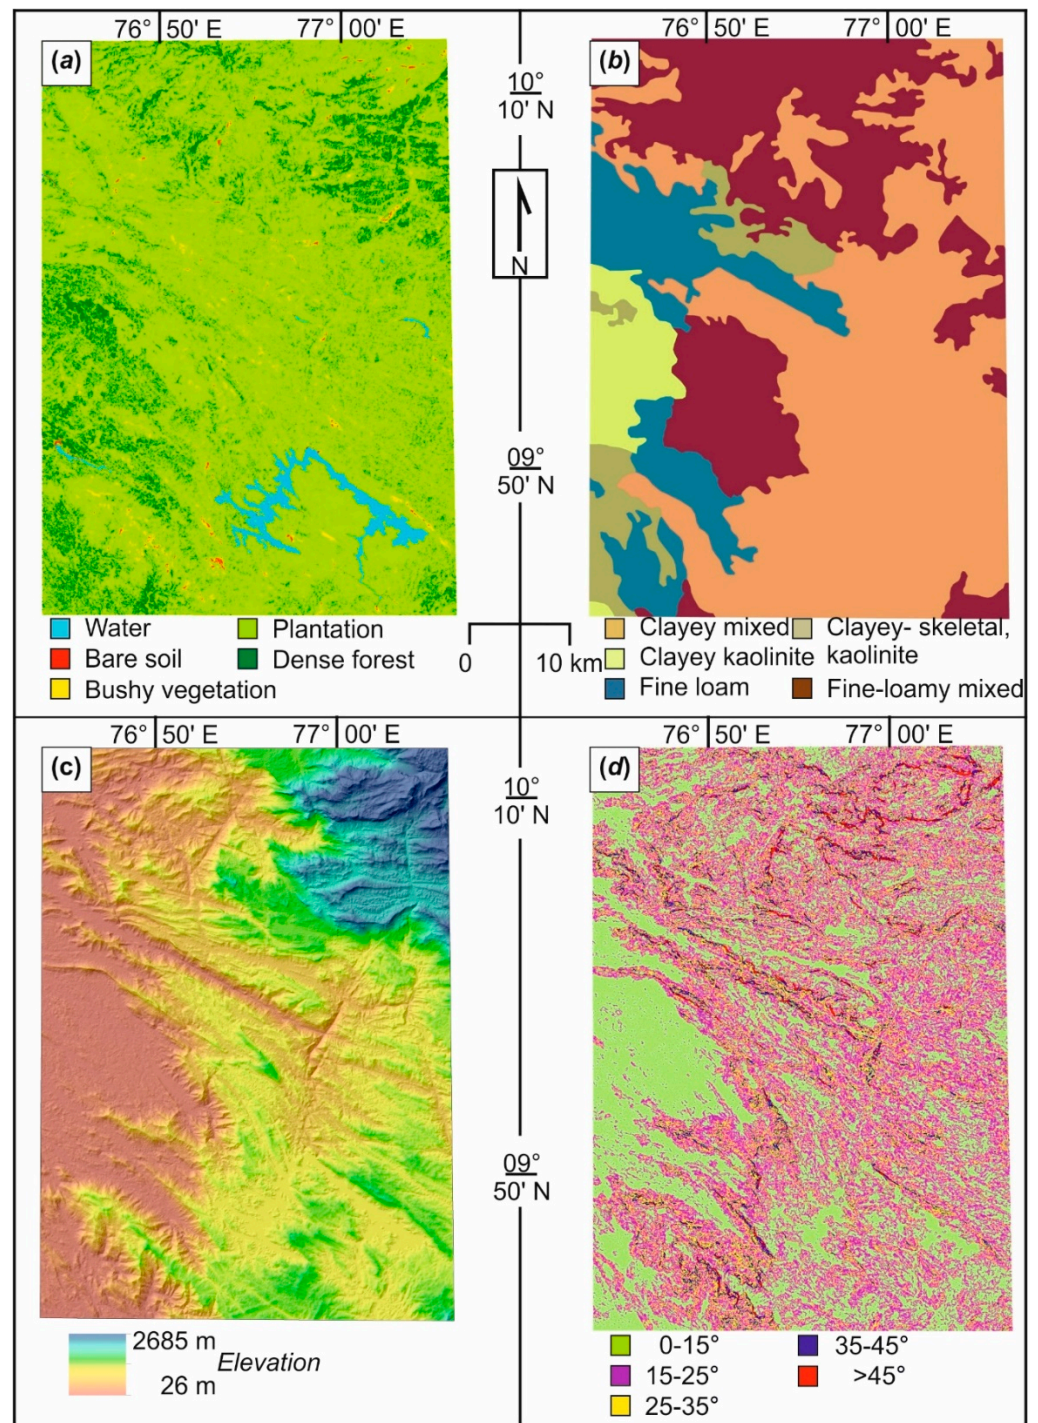 76° 50' E 77° 00' E 76° 50' E 77° 00' E
(a) (b)
10°
10' N
N
09°
50' N
Water Plantation
Bare soil Dense forest
Bushy vegetation
0 10 km
Clayey mixed Clayey- skeletal,
Clayey kaolinite kaolinite
Fine loam Fine-loamy mixed
76° 50' E 77° 00' E 76° 50' E 77° 00' E
(c) (d)
10°
10' N
09°
50' N
2685 m
Elevation
26 m
0-15° 35-45°
15-25° >45°
25-35°